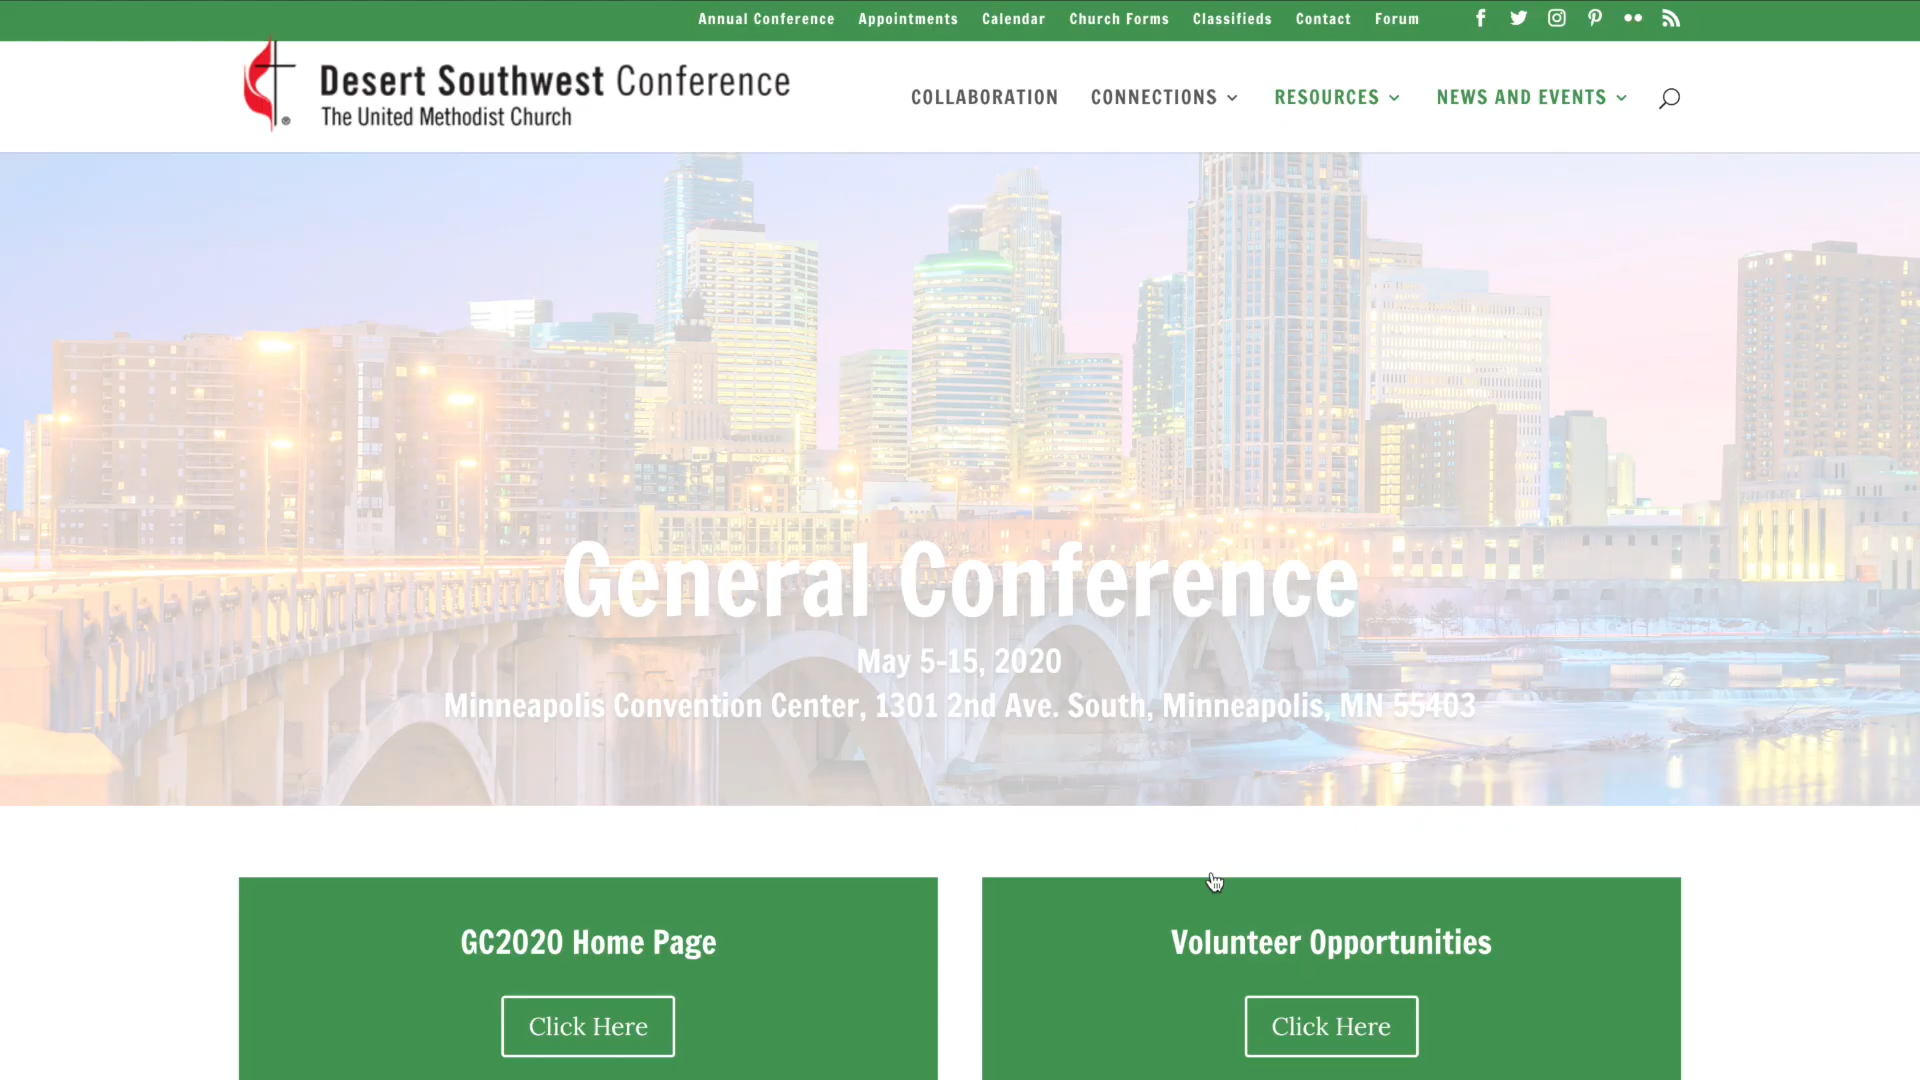 Annual Conference Appointments Calendar Church Forms Classifieds Contact Forum
Desert Southwest Conference
The United Methodist Church
COLLABORATION CONNECTIONS RESOURCES NEWS AND EVENTS
General Conference
May 5-15, 2020
Minneapolis Convention Center, 1301 2nd Ave. South, Minneapolis, MN 55403
GC2020 Home Page
Click Here
Volunteer Opportunities
Click Here